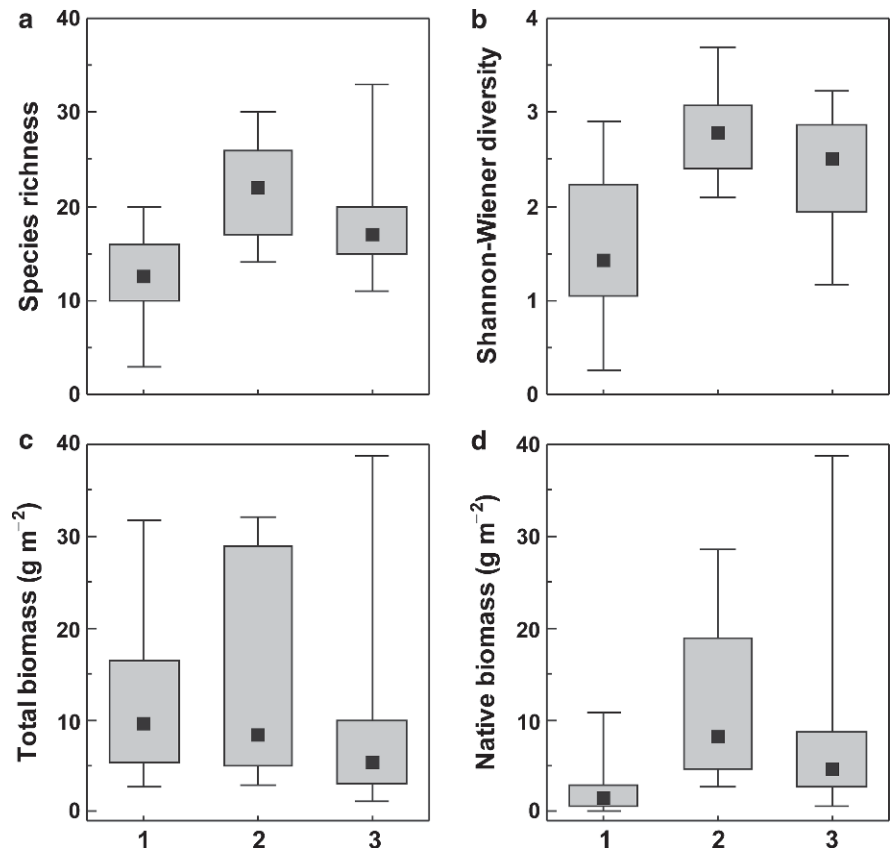 a
Species richness
40
30
20
10
0
b
Shannon-Wiener diversity
4
3
2
1
0
c
Total biomass (g m⁻²)
40
30
20
10
0
1 2 3
d
Native biomass (g m⁻²)
40
30
20
10
0
1 2 3